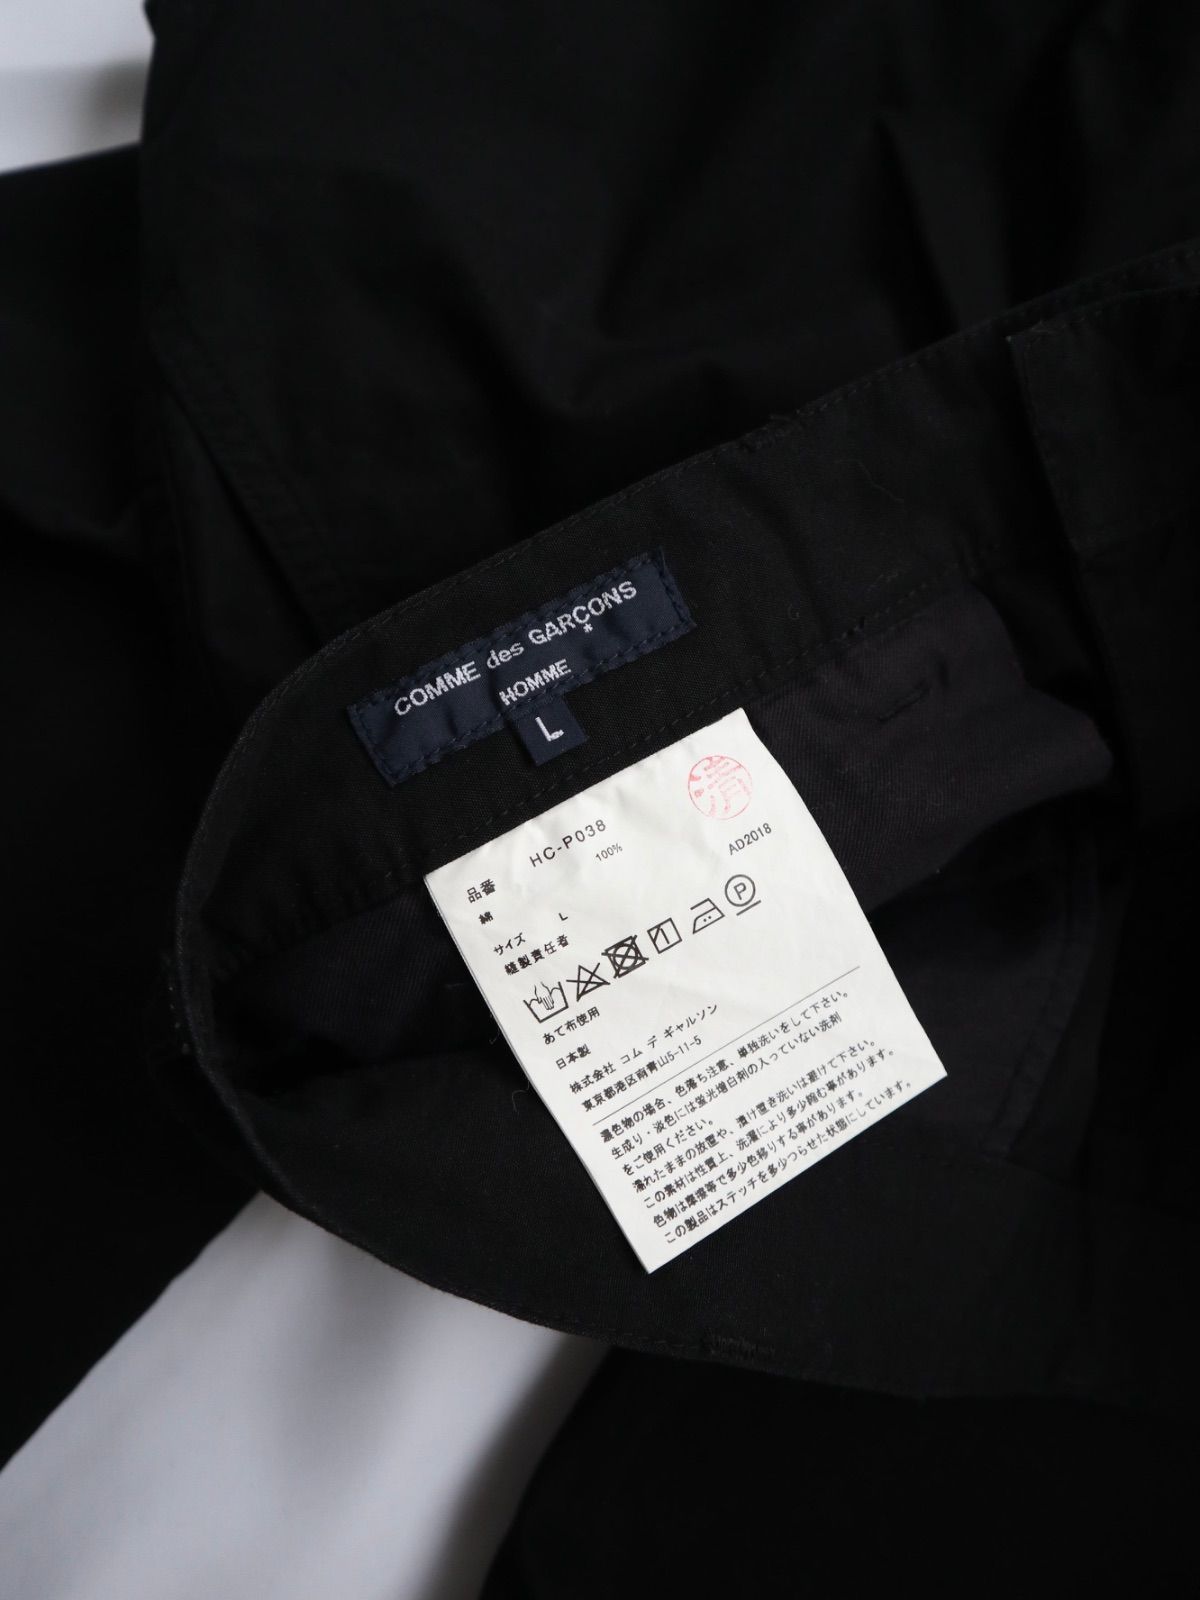 COMME des GARÇONS
*
HOMME
L
済
品番 HC-P038
綿 100%
AD2018
サイズ L
縫製責任者
P
あて布使用
日本製
株式会社 コム デ ギャルソン
東京都港区南青山5-11-5
濃色物の場合、色落ち注意、単独洗いをして下さい。
生成り・淡色には蛍光増白剤の入っていない洗剤
をご使用ください。
濡れたままの放置や、漬け置き洗いは避けて下さい。
この素材は性質上、洗濯により多少縮む事があります。
色物は摩擦等で多少色移りする事があります。
この製品はステッチを多少つらせた状態にしています。